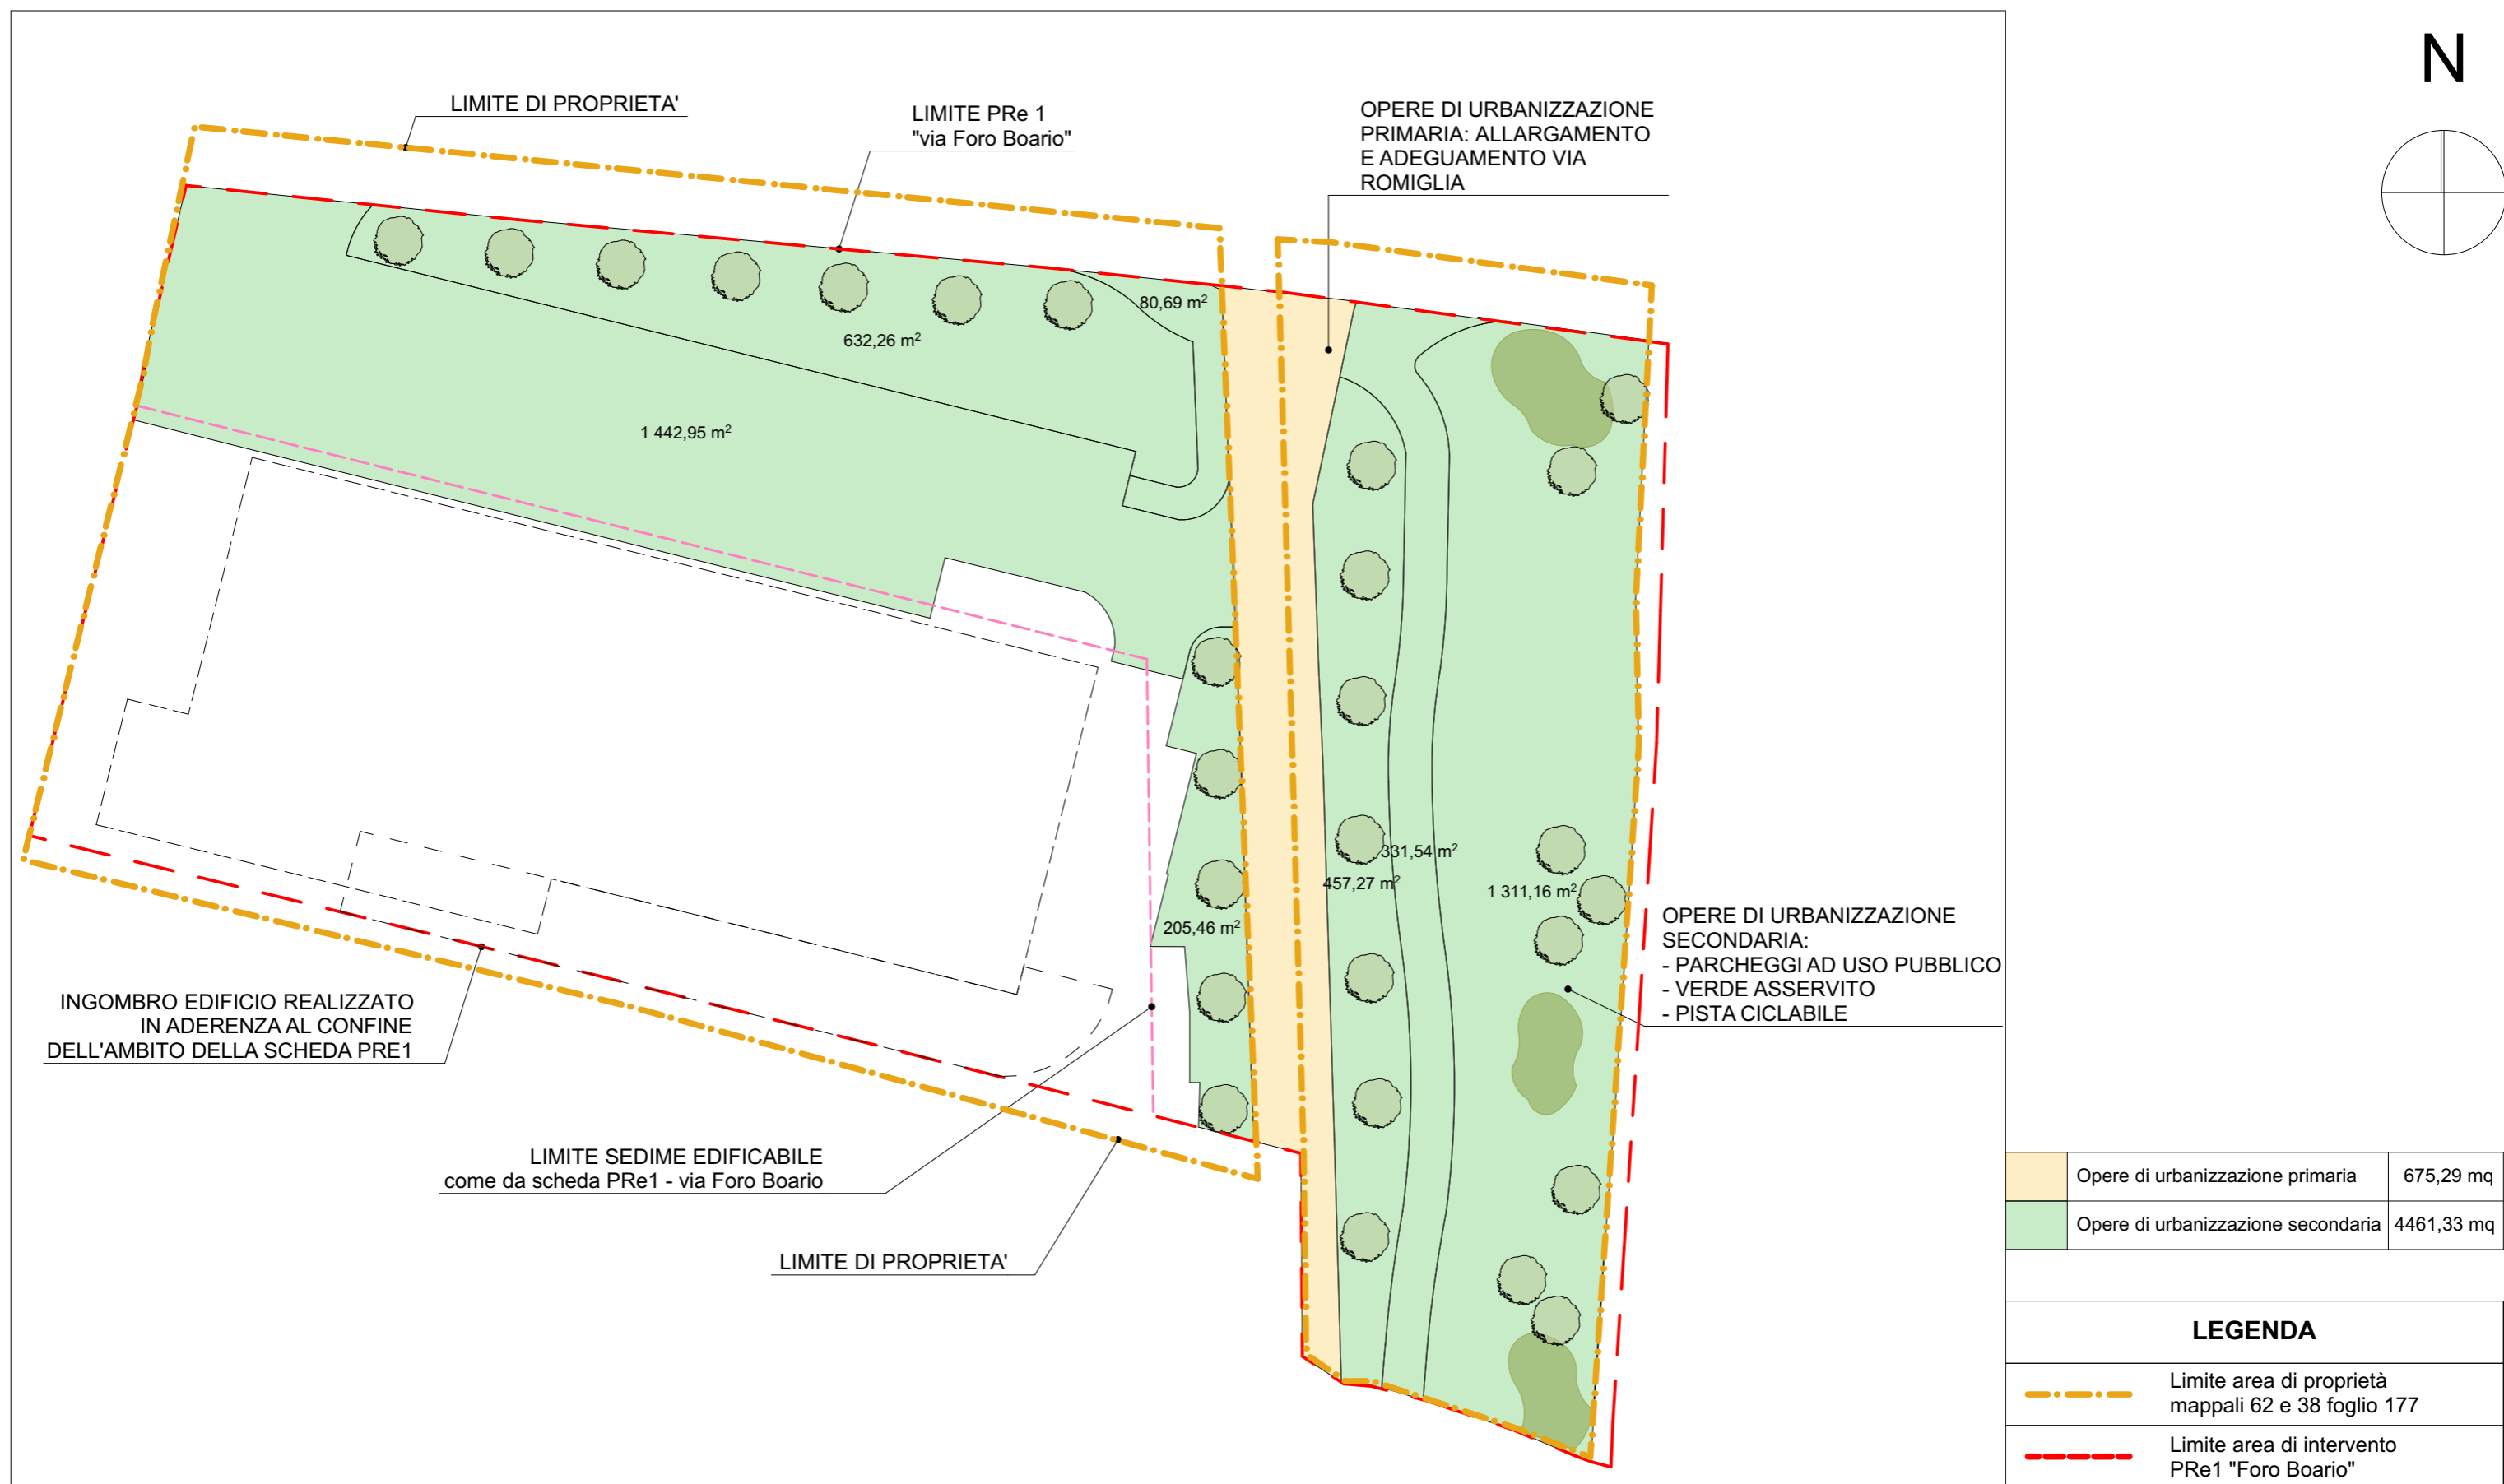 N
LIMITE DI PROPRIETA'
LIMITE PRe 1
"via Foro Boario"
OPERE DI URBANIZZAZIONE
PRIMARIA: ALLARGAMENTO
E ADEGUAMENTO VIA
ROMIGLIA
80,69 m²
632,26 m²
1 442,95 m²
331,54 m²
457,27 m²
1 311,16 m²
205,46 m²
OPERE DI URBANIZZAZIONE
SECONDARIA:
- PARCHEGGI AD USO PUBBLICO
- VERDE ASSERVITO
- PISTA CICLABILE
INGOMBRO EDIFICIO REALIZZATO
IN ADERENZA AL CONFINE
DELL'AMBITO DELLA SCHEDA PRE1
LIMITE SEDIME EDIFICABILE
come da scheda PRe1 - via Foro Boario
LIMITE DI PROPRIETA'
Opere di urbanizzazione primaria 675,29 mq
Opere di urbanizzazione secondaria 4461,33 mq
LEGENDA
Limite area di proprietà
mappali 62 e 38 foglio 177
Limite area di intervento
PRe1 "Foro Boario"